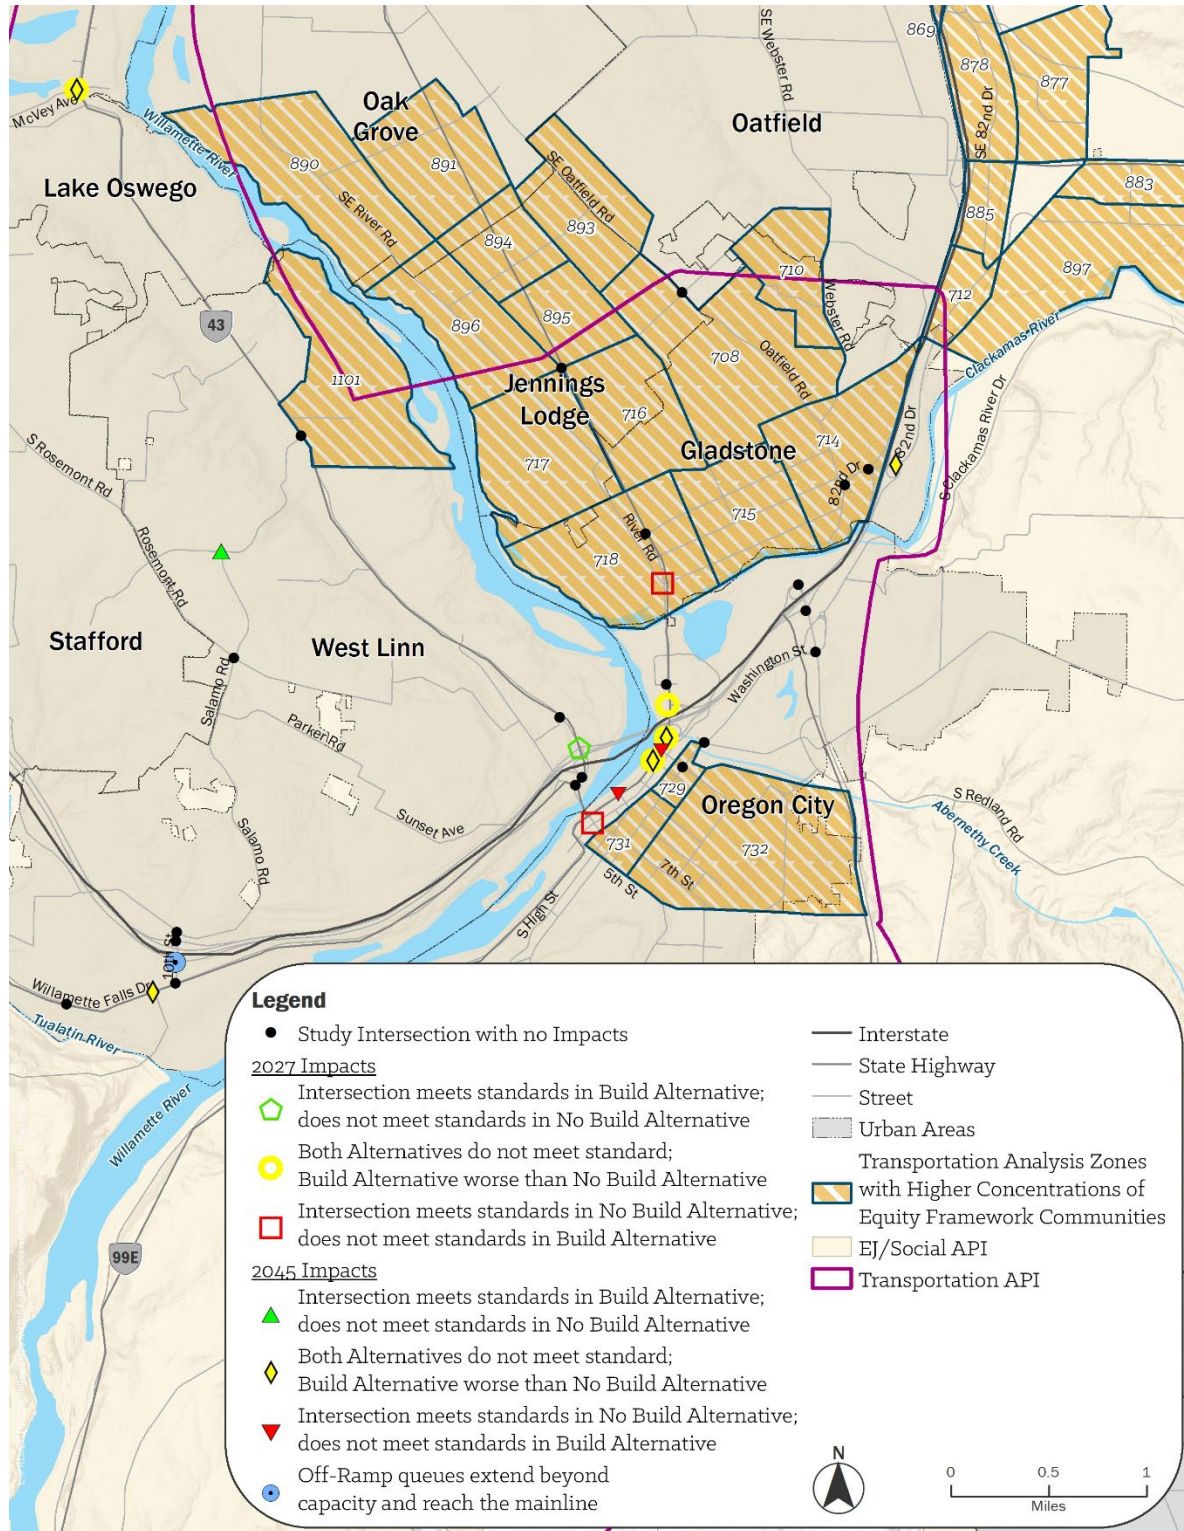 869
878
877
SE 82nd Dr
SE Webster Rd
Oak
Grove
Oatfield
McVey Ave
Willamette River
890
891
SE Oatfield Rd
883
Lake Oswego
SE River Rd
893
885
894
897
710
712
43
896
895
Webster Rd
Clackamas River
708
Oatfield Rd
1101
Jennings
Lodge
716
S Clackamas River Dr
82nd Dr
S Rosemont Rd
717
Gladstone
714
82nd Dr
River Rd
715
Rosemont Rd
718
Stafford
West Linn
Washington St
Salamo Rd
Parker Rd
729
Oregon City
S Redland Rd
Abernethy Creek
Sunset Ave
Salamo Rd
731
732
7th St
5th St
S High St
10th St
Willamette Falls Dr
Tualatin River
Willamette River
99E
Legend
Study Intersection with no Impacts
2027 Impacts
Intersection meets standards in Build Alternative;
does not meet standards in No Build Alternative
Both Alternatives do not meet standard;
Build Alternative worse than No Build Alternative
Intersection meets standards in No Build Alternative;
does not meet standards in Build Alternative
2045 Impacts
Intersection meets standards in Build Alternative;
does not meet standards in No Build Alternative
Both Alternatives do not meet standard;
Build Alternative worse than No Build Alternative
Intersection meets standards in No Build Alternative;
does not meet standards in Build Alternative
Off-Ramp queues extend beyond
capacity and reach the mainline
Interstate
State Highway
Street
Urban Areas
Transportation Analysis Zones
with Higher Concentrations of
Equity Framework Communities
EJ/Social API
Transportation API
N
0 0.5 1
Miles